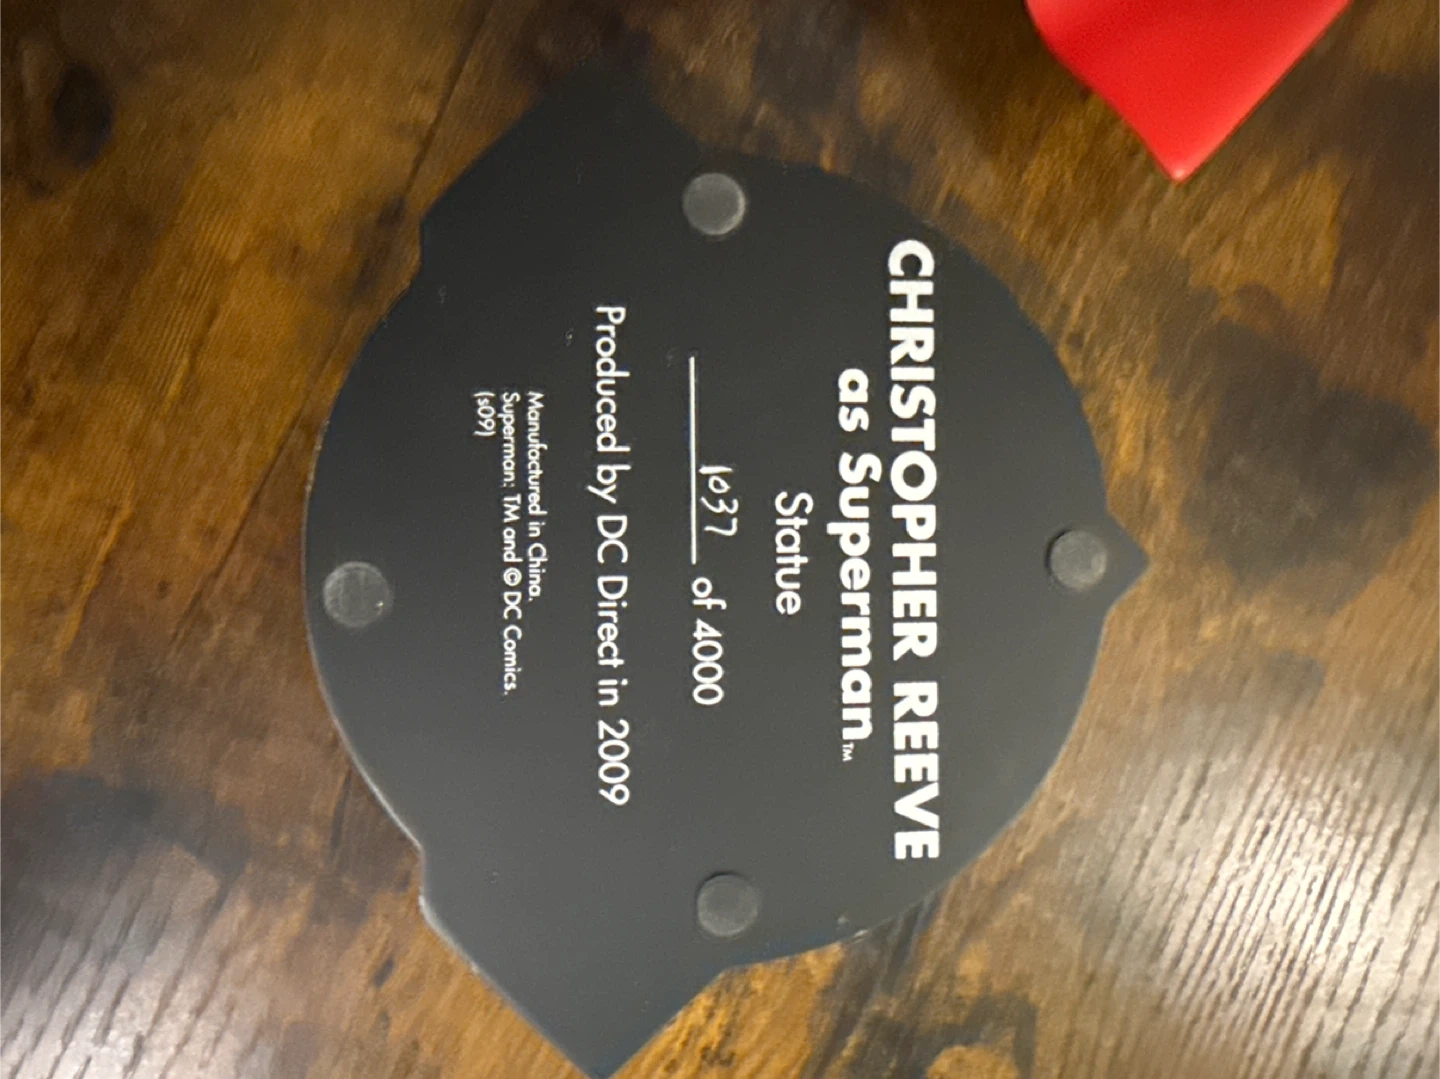 CHRISTOPHER REEVE
as Superman™
Statue
1037 of 4000
Produced by DC Direct in 2009
Manufactured in China.
Superman: TM and © DC Comics.
(s09)